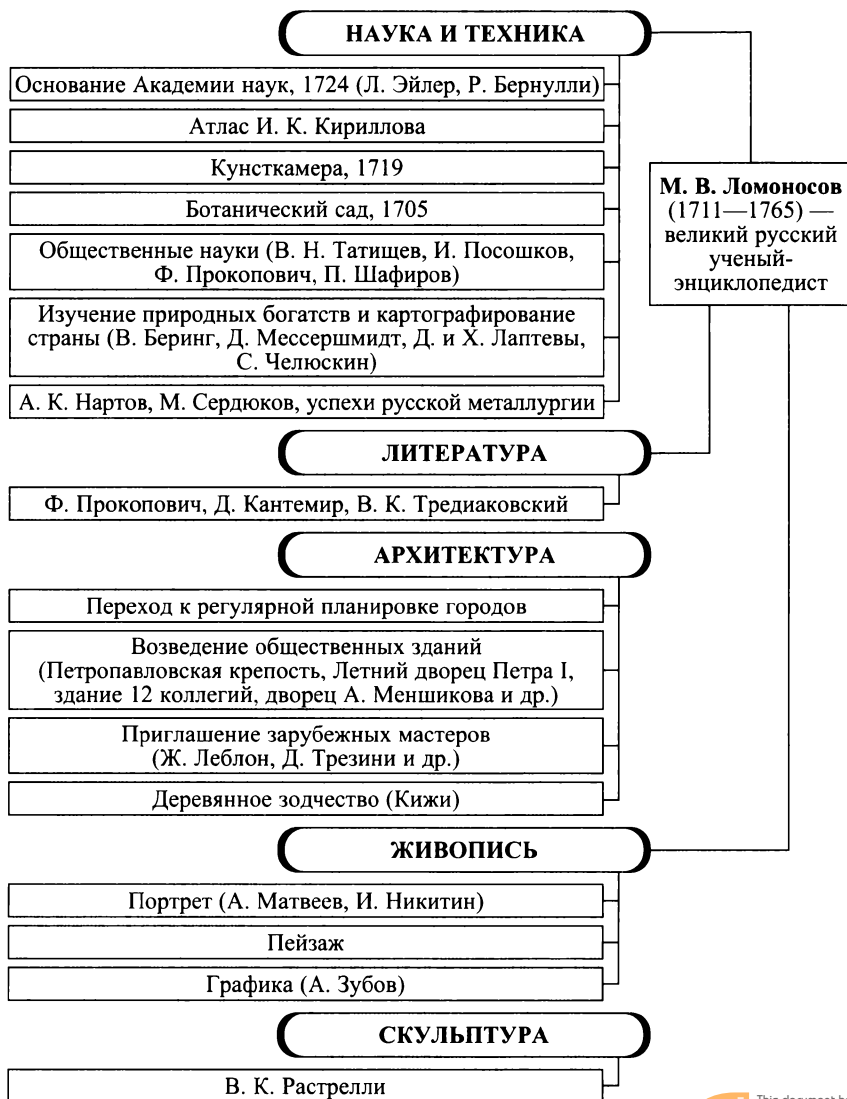 НАУКА И ТЕХНИКА
Основание Академии наук, 1724 (Л. Эйлер, Р. Бернулли)
Атлас И. К. Кириллова
Кунсткамера, 1719
Ботанический сад, 1705
Общественные науки (В. Н. Татищев, И. Посошков,
Ф. Прокопович, П. Шафиров)
Изучение природных богатств и картографирование
страны (В. Беринг, Д. Мессершмидт, Д. и Х. Лаптевы,
С. Челюскин)
А. К. Нартов, М. Сердюков, успехи русской металлургии
М. В. Ломоносов
(1711—1765) —
великий русский
ученый-
энциклопедист
ЛИТЕРАТУРА
Ф. Прокопович, Д. Кантемир, В. К. Тредиаковский
АРХИТЕКТУРА
Переход к регулярной планировке городов
Возведение общественных зданий
(Петропавловская крепость, Летний дворец Петра I,
здание 12 коллегий, дворец А. Меншикова и др.)
Приглашение зарубежных мастеров
(Ж. Леблон, Д. Трезини и др.)
Деревянное зодчество (Кижи)
ЖИВОПИСЬ
Портрет (А. Матвеев, И. Никитин)
Пейзаж
Графика (А. Зубов)
СКУЛЬПТУРА
В. К. Растрелли
This document